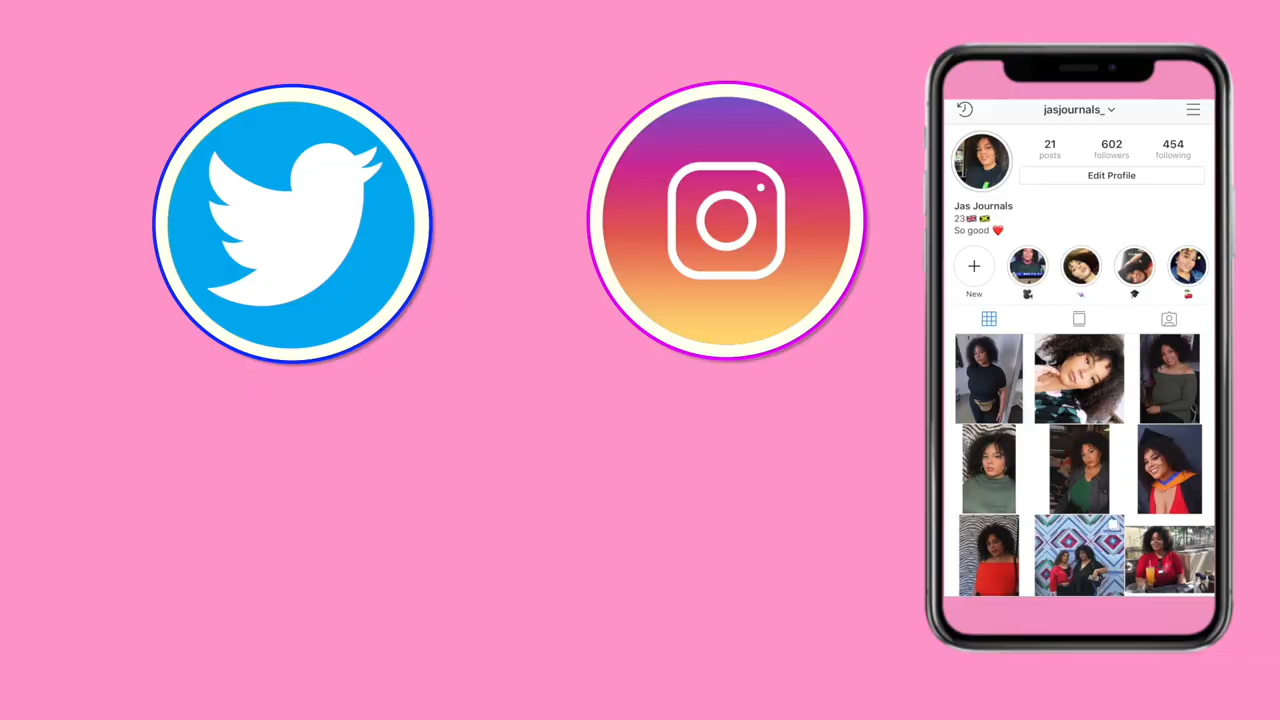 jasjournals_
21 602 454
posts followers following
Edit Profile
Jas Journals
23🇬🇧 🇯🇲
So good ❤️
New